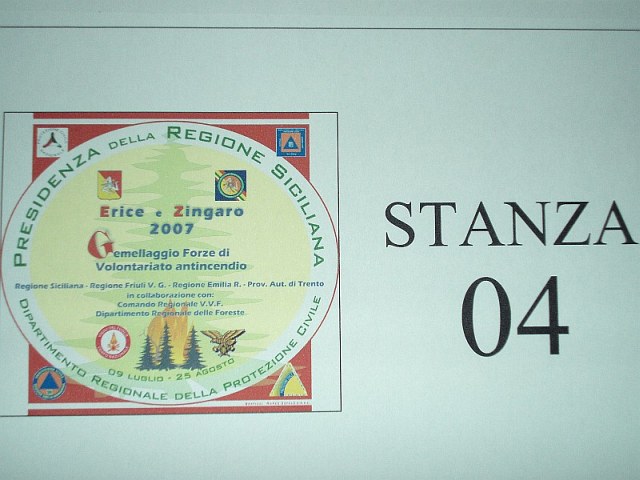 PRESIDENZA DELLA REGIONE SICILIANA
Erice e Zingaro
2007
Gemellaggio Forze di
Volontariato antincendio
Regione Siciliana - Regione Friuli V. G. - Regione Emilia R. - Prov. Aut. di Trento
in collaborazione con:
Comando Regionale V.V.F.
Dipartimento Regionale delle Foreste
09 LUGLIO - 25 AGOSTO
DIPARTIMENTO REGIONALE DELLA PROTEZIONE CIVILE
STANZA
04